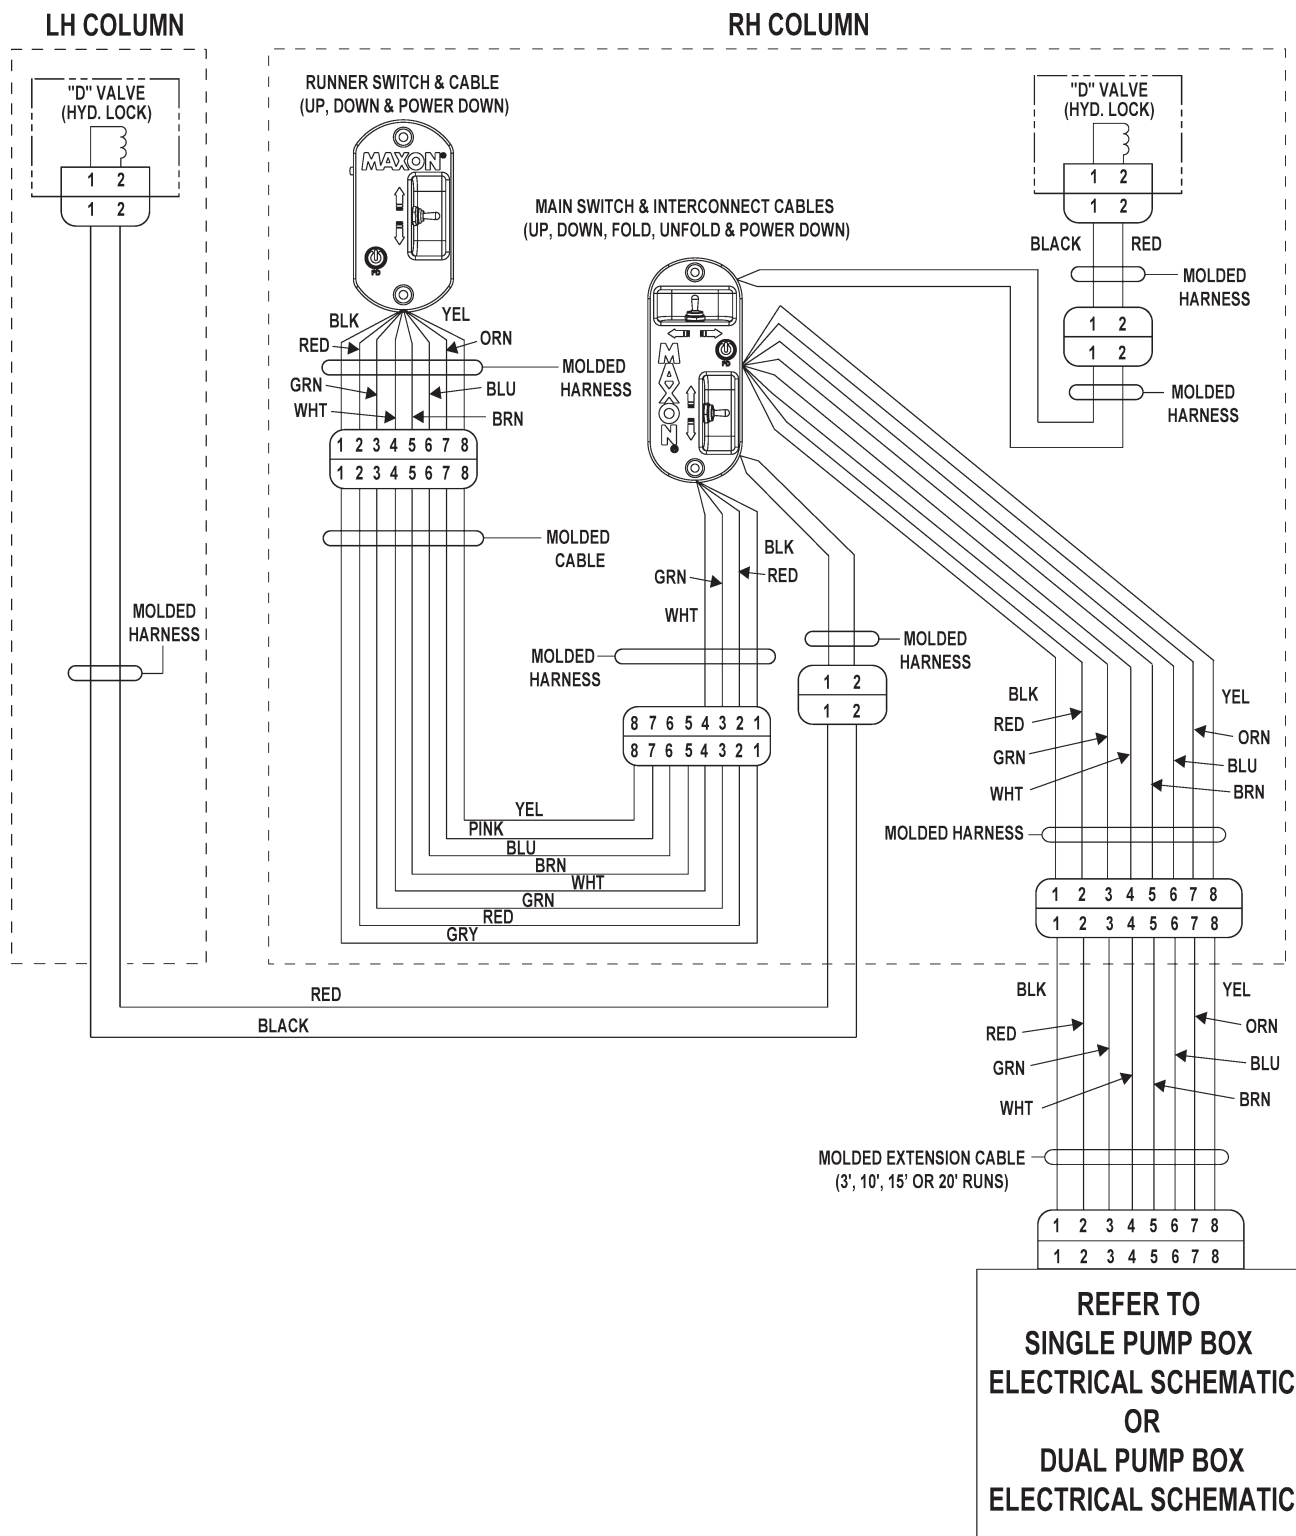 LH COLUMN
RH COLUMN
"D" VALVE
(HYD. LOCK)
1 2
1 2
MOLDED
HARNESS
RUNNER SWITCH & CABLE
(UP, DOWN & POWER DOWN)
MAXON®
PD
BLK
YEL
RED
ORN
MOLDED
HARNESS
GRN
BLU
WHT
BRN
1 2 3 4 5 6 7 8
1 2 3 4 5 6 7 8
MOLDED
CABLE
MAIN SWITCH & INTERCONNECT CABLES
(UP, DOWN, FOLD, UNFOLD & POWER DOWN)
PD
MAXON®
"D" VALVE
(HYD. LOCK)
1 2
1 2
BLACK
RED
MOLDED
HARNESS
1 2
1 2
MOLDED
HARNESS
BLK
GRN
RED
WHT
MOLDED
HARNESS
8 7 6 5 4 3 2 1
8 7 6 5 4 3 2 1
MOLDED
HARNESS
1 2
1 2
YEL
PINK
BLU
BRN
WHT
GRN
RED
GRY
RED
BLACK
BLK
YEL
RED
ORN
GRN
BLU
WHT
BRN
MOLDED HARNESS
1 2 3 4 5 6 7 8
1 2 3 4 5 6 7 8
BLK
YEL
RED
ORN
GRN
BLU
WHT
BRN
MOLDED EXTENSION CABLE
(3', 10', 15’ OR 20' RUNS)
1 2 3 4 5 6 7 8
1 2 3 4 5 6 7 8
REFER TO
SINGLE PUMP BOX
ELECTRICAL SCHEMATIC
OR
DUAL PUMP BOX
ELECTRICAL SCHEMATIC